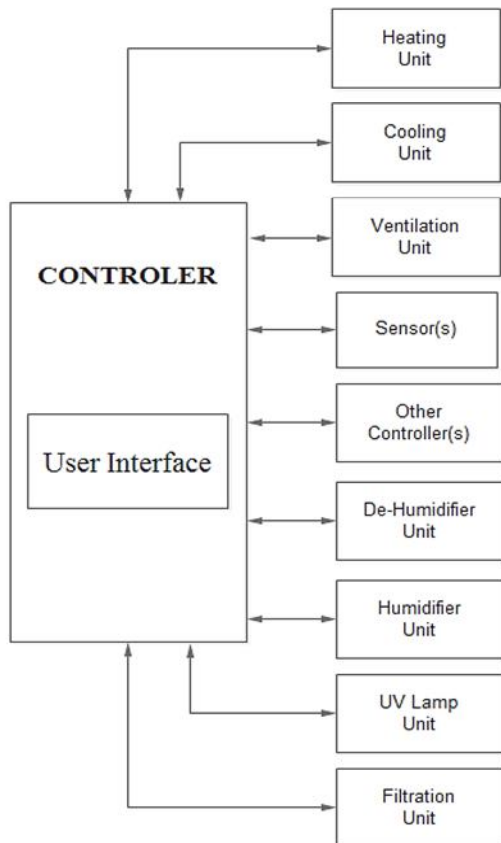 Heating
Unit
Cooling
Unit
Ventilation
Unit
CONTROLER
Sensor(s)
Other
Controller(s)
User Interface
De-Humidifier
Unit
Humidifier
Unit
UV Lamp
Unit
Filtration
Unit